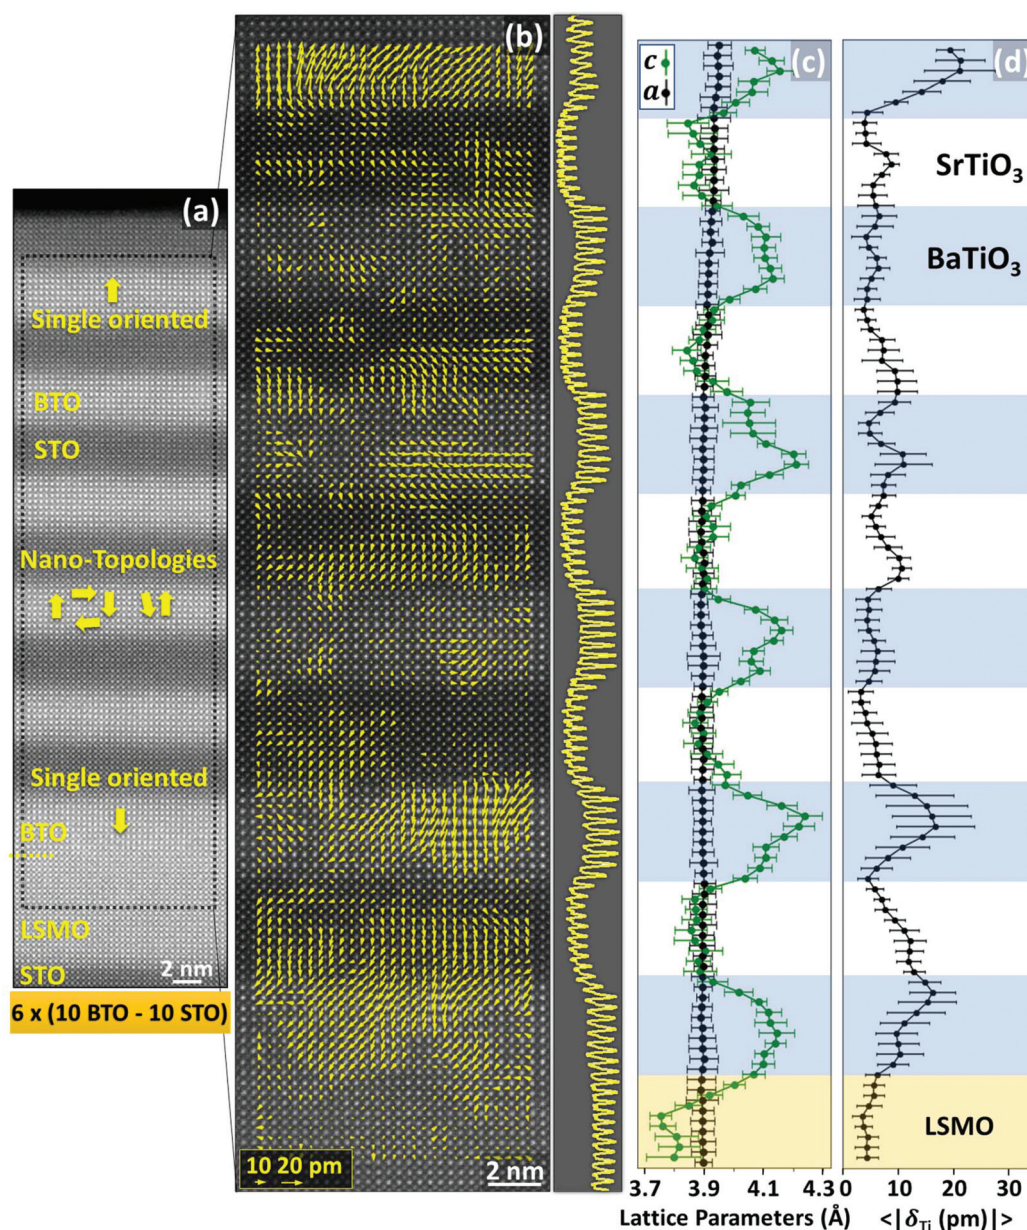 (a)
Single oriented
BTO
STO
Nano-Topologies
Single oriented
BTO
LSMO
STO
2 nm
6 x (10 BTO - 10 STO)
(b)
10 20 pm
2 nm
(c)
c
a
3.7 3.9 4.1 4.3
Lattice Parameters (Å)
(d)
SrTiO3
BaTiO3
LSMO
0 10 20 30
<|δTi (pm)|>